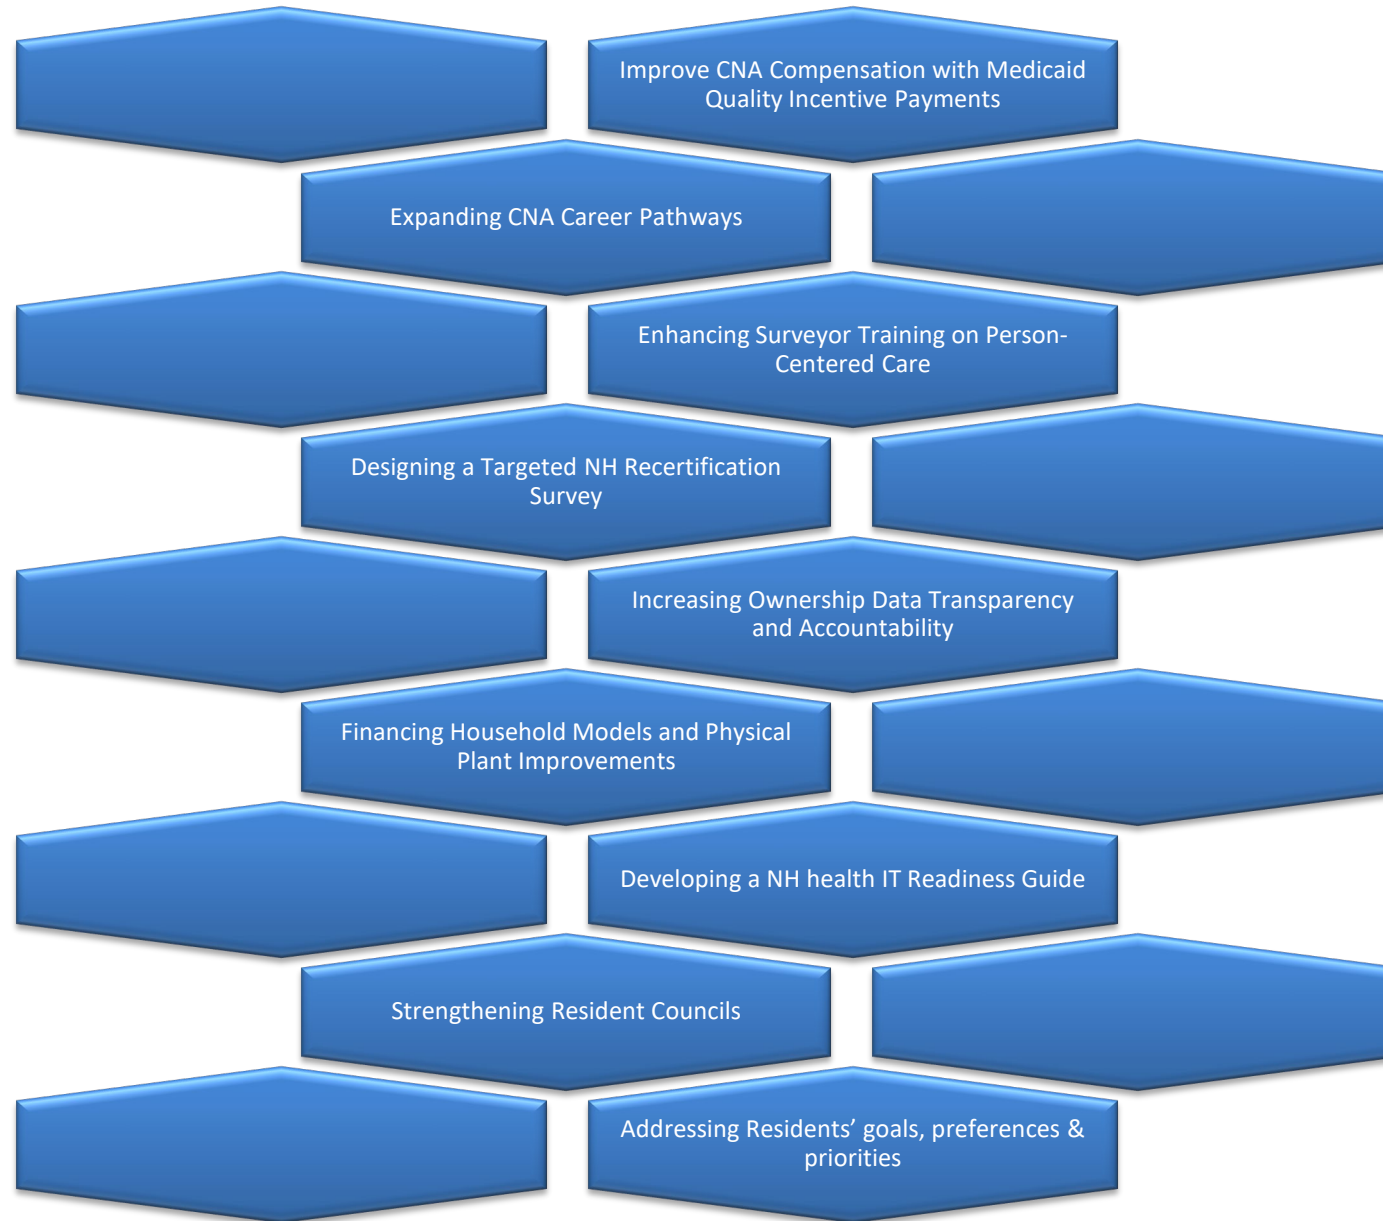 Improve CNA Compensation with Medicaid
Quality Incentive Payments
Expanding CNA Career Pathways
Enhancing Surveyor Training on Person-
Centered Care
Designing a Targeted NH Recertification
Survey
Increasing Ownership Data Transparency
and Accountability
Financing Household Models and Physical
Plant Improvements
Developing a NH health IT Readiness Guide
Strengthening Resident Councils
Addressing Residents’ goals, preferences &
priorities